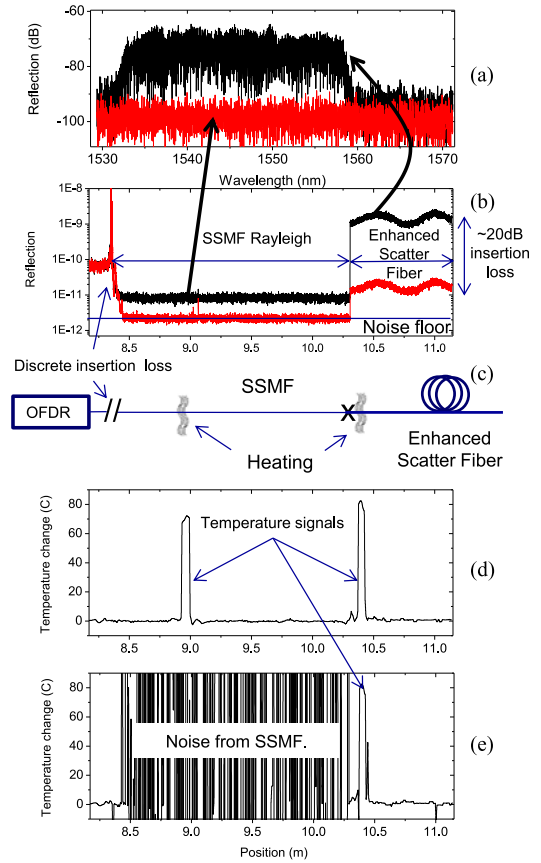 (a)
Reflection (dB)
-60
-80
-100
1530
1540
1550
1560
1570
Wavelength (nm)
(b)
Reflection
1E-8
1E-9
1E-10
1E-11
1E-12
SSMF Rayleigh
Enhanced
Scatter
Fiber
~20dB
insertion
loss
Noise floor
8.5
9.0
9.5
10.0
10.5
11.0
Discrete insertion loss
(c)
SSMF
OFDR
X
Heating
Enhanced
Scatter Fiber
(d)
Temperature change (C)
80
60
40
20
0
Temperature signals
8.5
9.0
9.5
10.0
10.5
11.0
(e)
Temperature change (C)
80
60
40
20
0
Noise from SSMF.
8.5
9.0
9.5
10.0
10.5
11.0
Position (m)